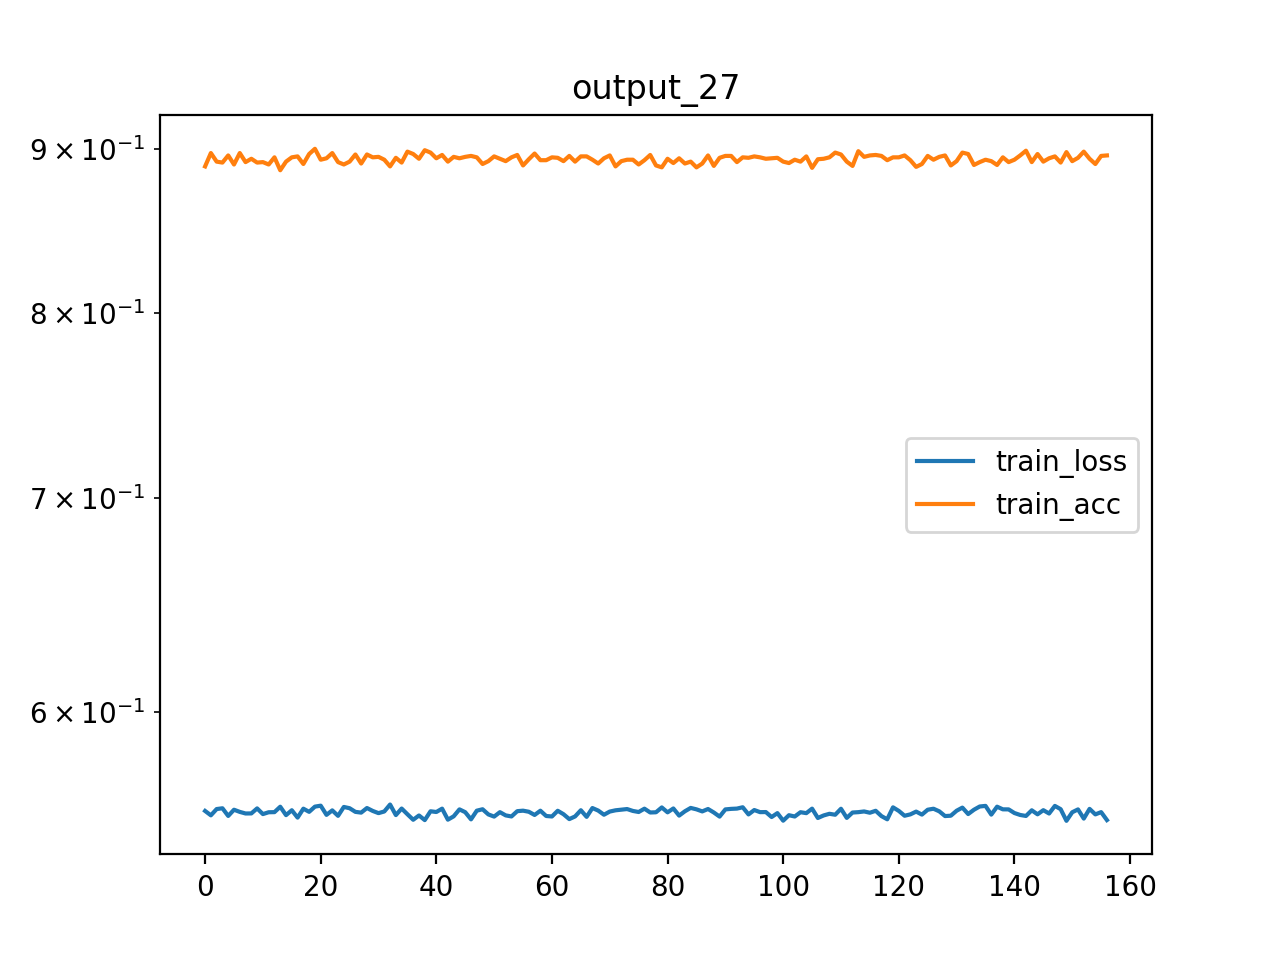 output_27
9 × 10⁻¹
8 × 10⁻¹
7 × 10⁻¹
6 × 10⁻¹
train_loss
train_acc
0 20 40 60 80 100 120 140 160